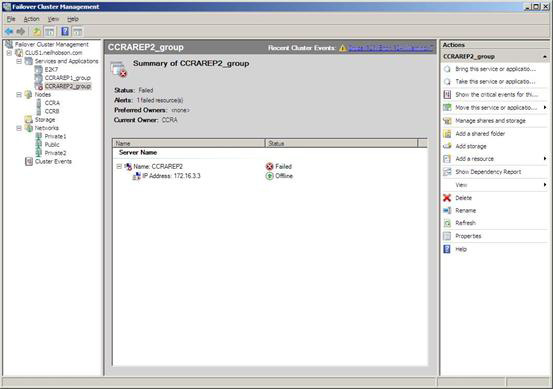 Failover Cluster Management
File Action View Help
Failover Cluster Management
CLUS1.neilhobson.com
Services and Applications
E2K7
CCRAREP1_group
CCRAREP2_group
Nodes
CCRA
CCRB
Storage
Networks
Private1
Public
Private2
Cluster Events
CCRAREP2_group
Recent Cluster Events:
Summary of CCRAREP2_group
Status: Failed
Alerts: 1 failed resource(s)
Preferred Owners: <none>
Current Owner: CCRA
Name Status
Server Name
Name: CCRAREP2 Failed
IP Address: 172.16.3.3 Offline
Actions
CCRAREP2_group
Bring this service or applicatio...
Take this service or applicatio...
Show the critical events for thi...
Move this service or applicatio...
Manage shares and storage
Add a shared folder
Add storage
Add a resource
Show Dependency Report
View
Delete
Rename
Refresh
Properties
Help